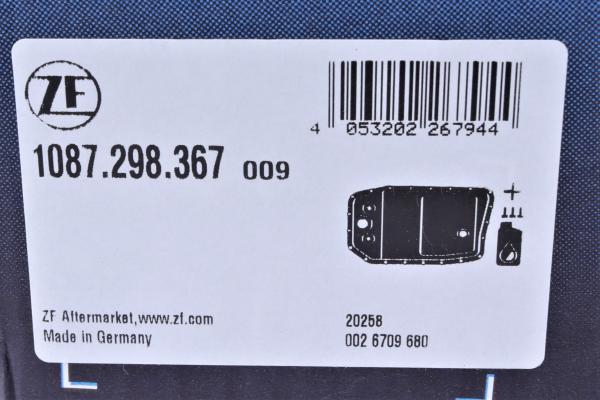 ZF
4 053202 267944
1087.298.367 009
ZF Aftermarket,www.zf.com
Made in Germany
20258
002 6709 680